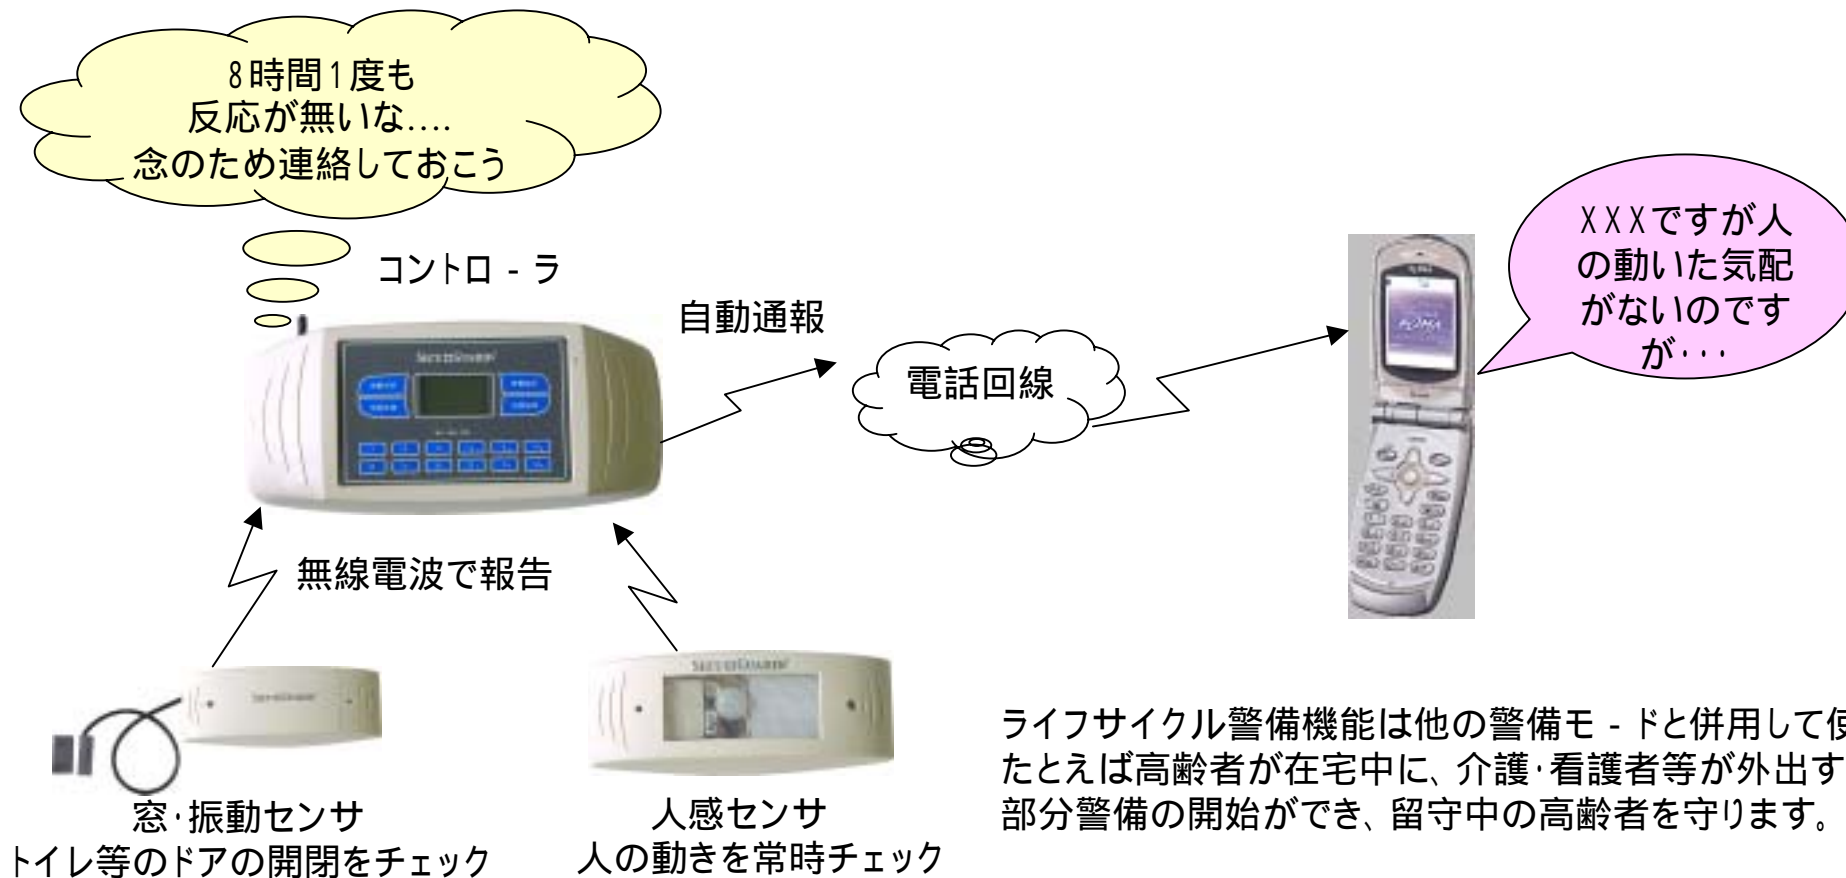 8時間1度も
反応が無いな....
念のため連絡しておこう
コントロ-ラ
自動通報
電話回線
XXXですが人
の動いた気配
がないのです
が···
無線電波で報告
窓·振動センサ
トイレ等のドアの開閉をチェック
人感センサ
人の動きを常時チェック
ライフサイクル警備機能は他の警備モ-ドと併用して使
たとえば高齢者が在宅中に、介護·看護者等が外出す
部分警備の開始ができ、留守中の高齢者を守ります。